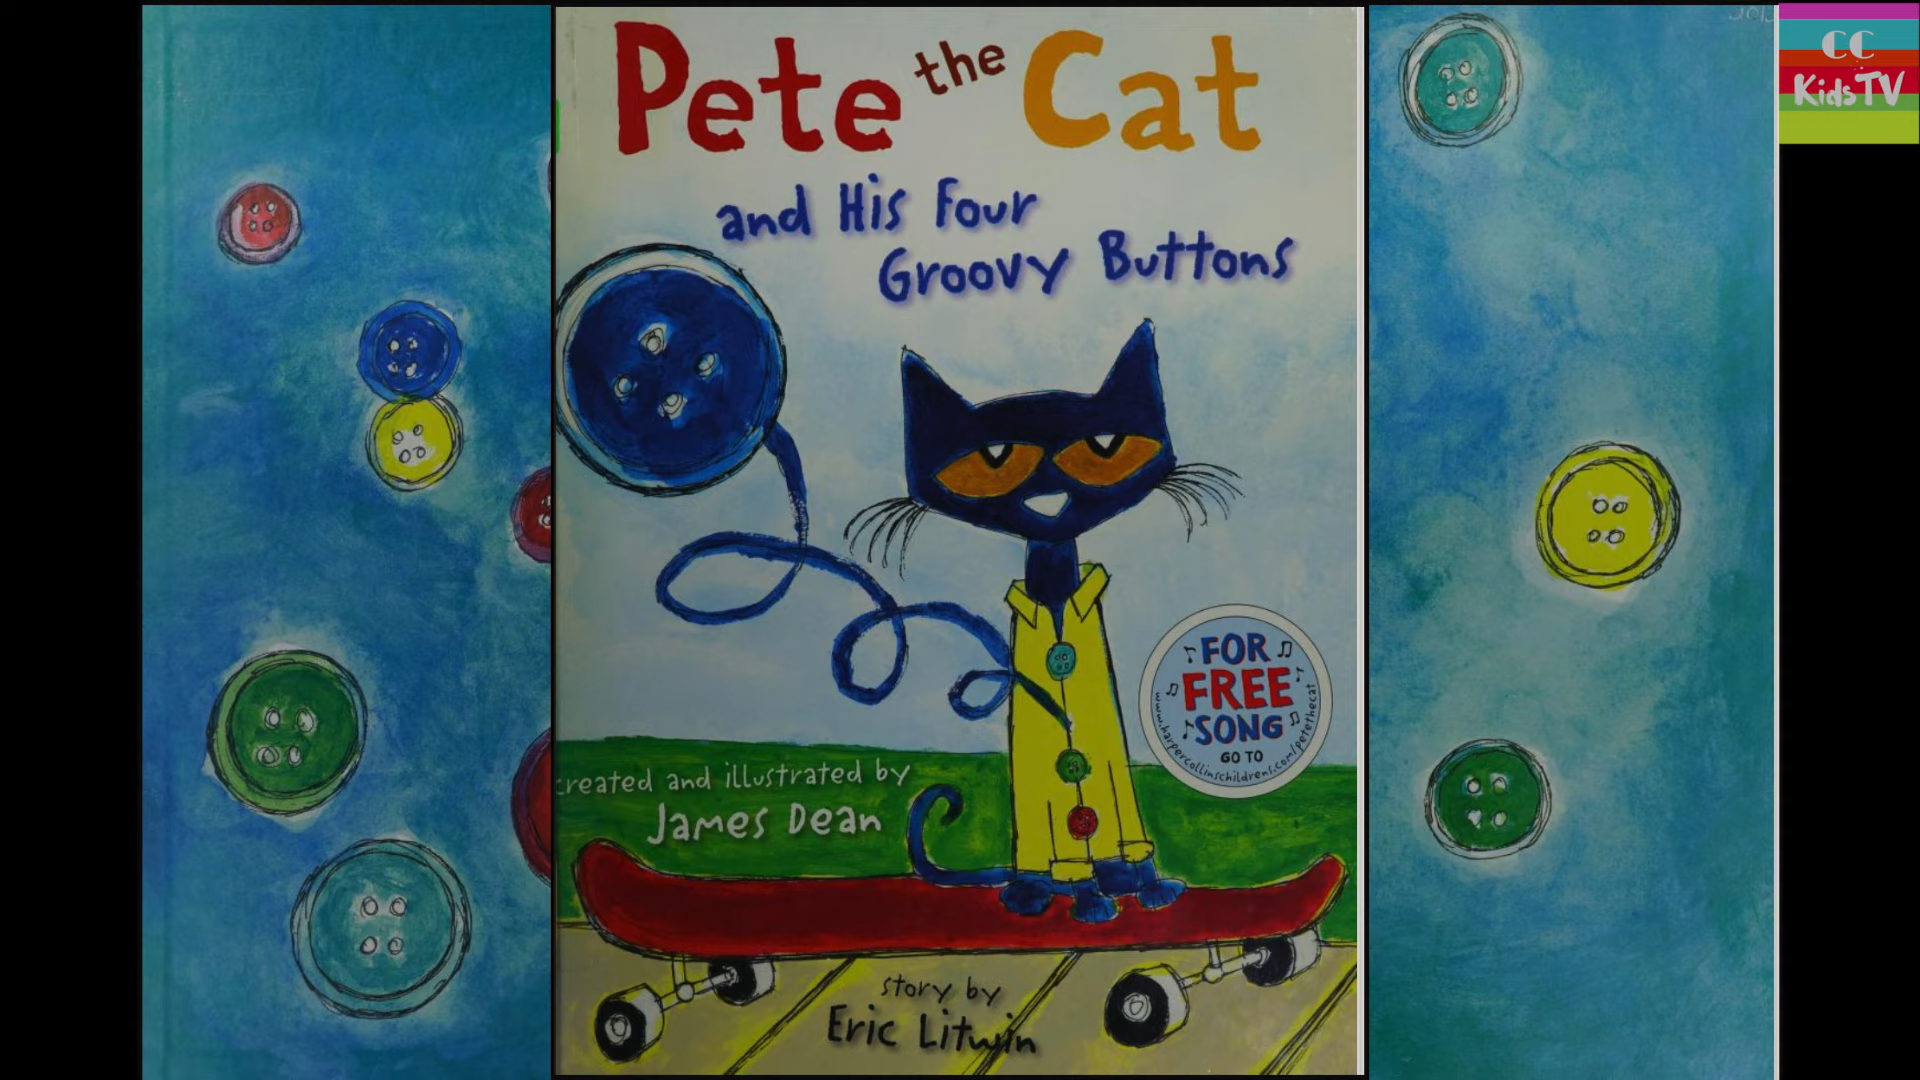 Pete the Cat
and His Four
Groovy Buttons
FOR
FREE
SONG
GO TO
www.harpercollinschildrens.com/petethecat
created and illustrated by
James Dean
story by
Eric Litwin
CC
KidsTV